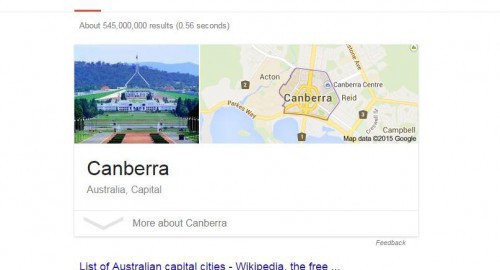 About 545,000,000 results (0.56 seconds)
Acton
Canberra Centre
Canberra
Reid
Parkes Way
Campbell
Map data ©2015 Google
Canberra
Australia, Capital
More about Canberra
Feedback
List of Australian capital cities - Wikipedia, the free ...